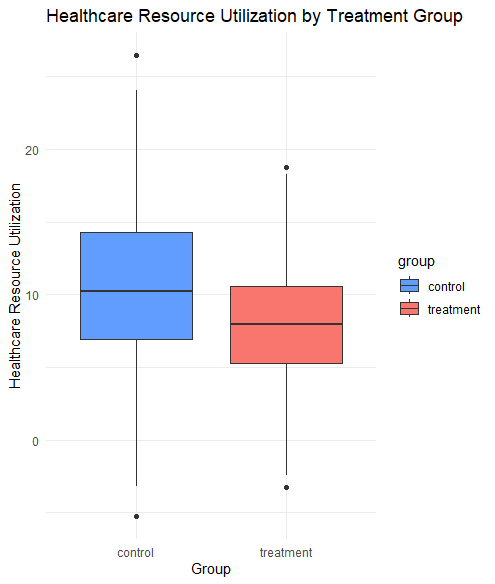 Healthcare Resource Utilization by Treatment Group
Healthcare Resource Utilization
20
10
0
control
treatment
Group
group
control
treatment